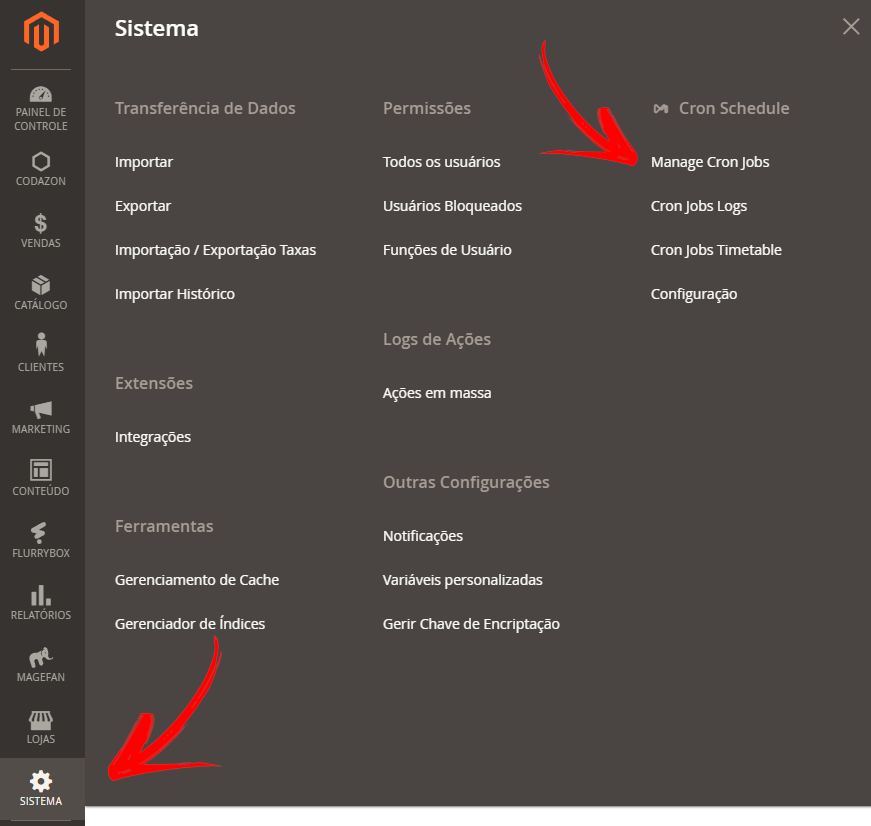 PAINEL DE
CONTROLE
CODAZON
VENDAS
CATÁLOGO
CLIENTES
MARKETING
CONTEÚDO
FLURRYBOX
RELATÓRIOS
MAGEFAN
LOJAS
SISTEMA
Sistema
Transferência de Dados
Importar
Exportar
Importação / Exportação Taxas
Importar Histórico
Extensões
Integrações
Ferramentas
Gerenciamento de Cache
Gerenciador de Índices
Permissões
Todos os usuários
Usuários Bloqueados
Funções de Usuário
Logs de Ações
Ações em massa
Outras Configurações
Notificações
Variáveis personalizadas
Gerir Chave de Encriptação
Cron Schedule
Manage Cron Jobs
Cron Jobs Logs
Cron Jobs Timetable
Configuração